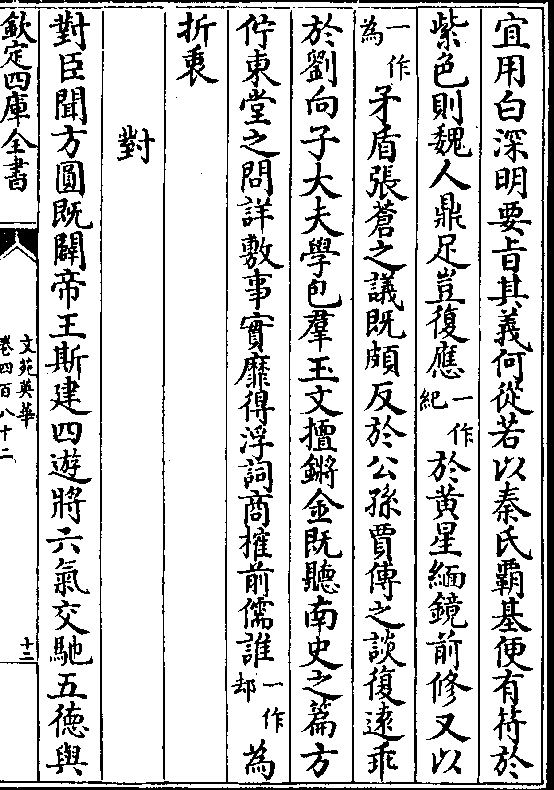 宜用白深明要㫖其義何從若以秦氏霸基便有符於
紫色則魏人鼎足豈復應一作紀於黃星緬鏡前修又以
一作為矛盾張蒼之議既頗反於公孫賈傅之談復遠乖
於劉向子大夫學包羣玉文擅鏘金既聽南史之篇方
佇東堂之問詳敷事實靡得浮詞商搉前儒誰一作却為
折衷
對
對臣聞方圓既闢帝王斯建四遊將六氣交馳五德與
欽定四庫全書
文苑英華
卷四百八十二
十二